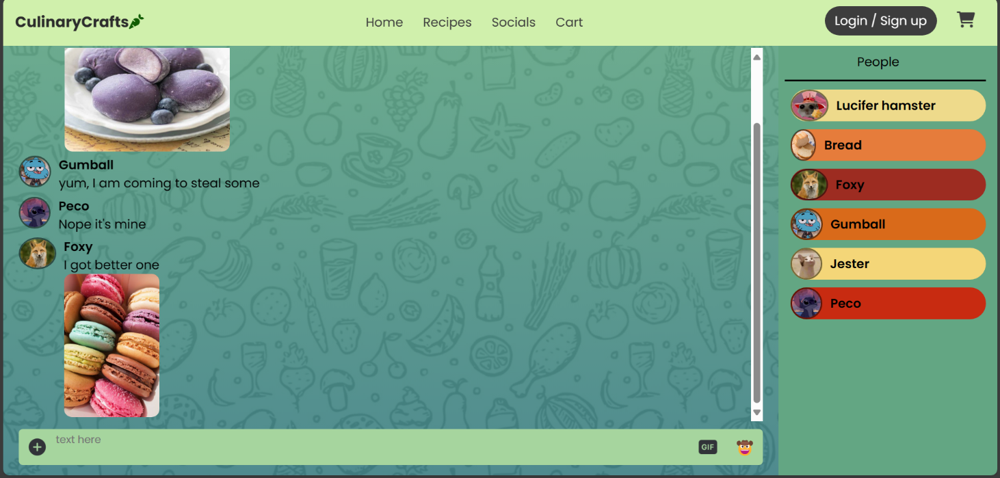 CulinaryCrafts
Home Recipes Socials Cart
Login / Sign up
Gumball
yum, I am coming to steal some
Peco
Nope it's mine
Foxy
I got better one
text here
GIF
People
Lucifer hamster
Bread
Foxy
Gumball
Jester
Peco